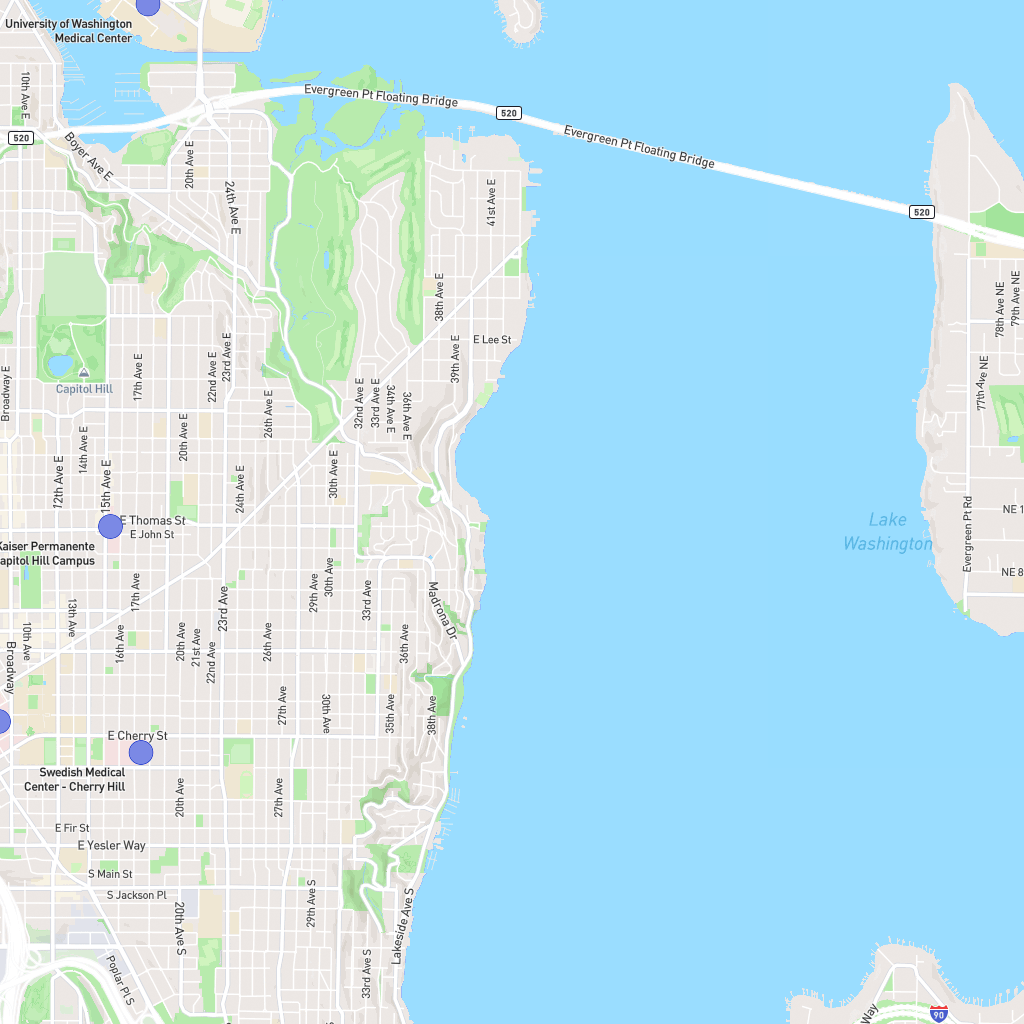 University of Washington
Medical Center
10th Ave E
Evergreen Pt Floating Bridge
520
520
Evergreen Pt Floating Bridge
Boyer Ave E
20th Ave E
24th Ave E
41st Ave E
520
38th Ave E
78th Ave NE
79th Ave NE
E Lee St
39th Ave E
23rd Ave E
22nd Ave E
17th Ave E
Capitol Hill
Broadway E
77th Ave NE
26th Ave E
32nd Ave E
33rd Ave E
34th Ave E
36th Ave E
20th Ave E
14th Ave E
12th Ave E
15th Ave E
24th Ave E
30th Ave E
Evergreen Pt Rd
NE 1
E Thomas St
E John St
Lake
Washington
Kaiser Permanente
apitol Hill Campus
NE 8
17th Ave
29th Ave
30th Ave
33rd Ave
Madrona Dr
13th Ave
23rd Ave
10th Ave
16th Ave
20th Ave
21st Ave
22nd Ave
26th Ave
36th Ave
Broadway
27th Ave
30th Ave
35th Ave
38th Ave
E Cherry St
Swedish Medical
Center - Cherry Hill
20th Ave
27th Ave
E Fir St
E Yesler Way
S Main St
S Jackson Pl
29th Ave S
20th Ave S
Lakeside Ave S
33rd Ave S
Poplar Pl S
Way
90